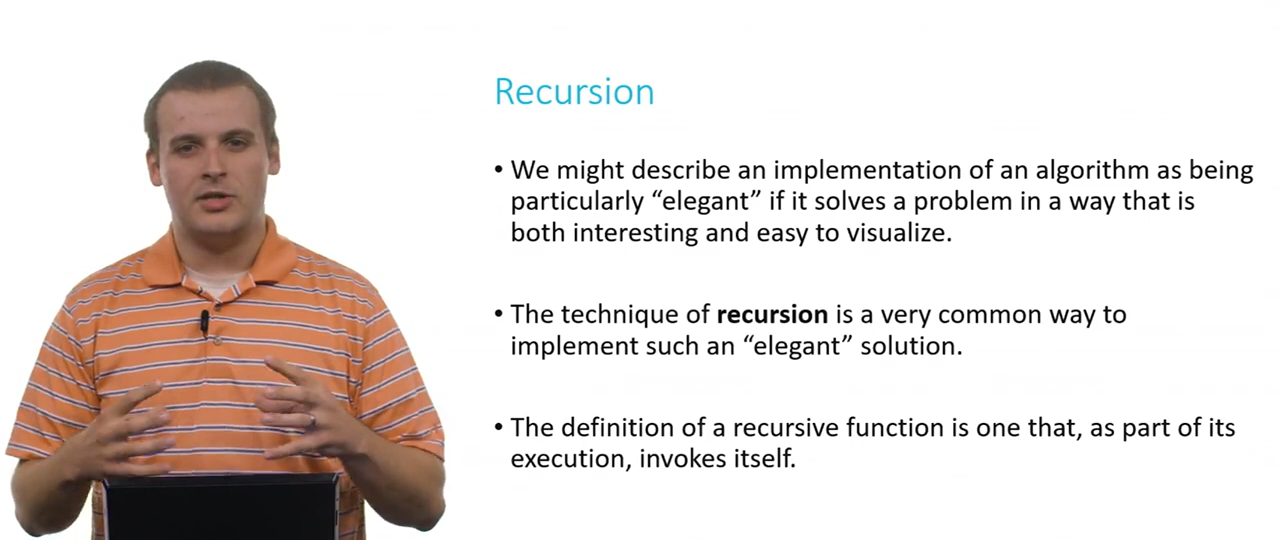 Recursion
• We might describe an implementation of an algorithm as being
particularly “elegant” if it solves a problem in a way that is
both interesting and easy to visualize.
• The technique of recursion is a very common way to
implement such an “elegant” solution.
• The definition of a recursive function is one that, as part of its
execution, invokes itself.